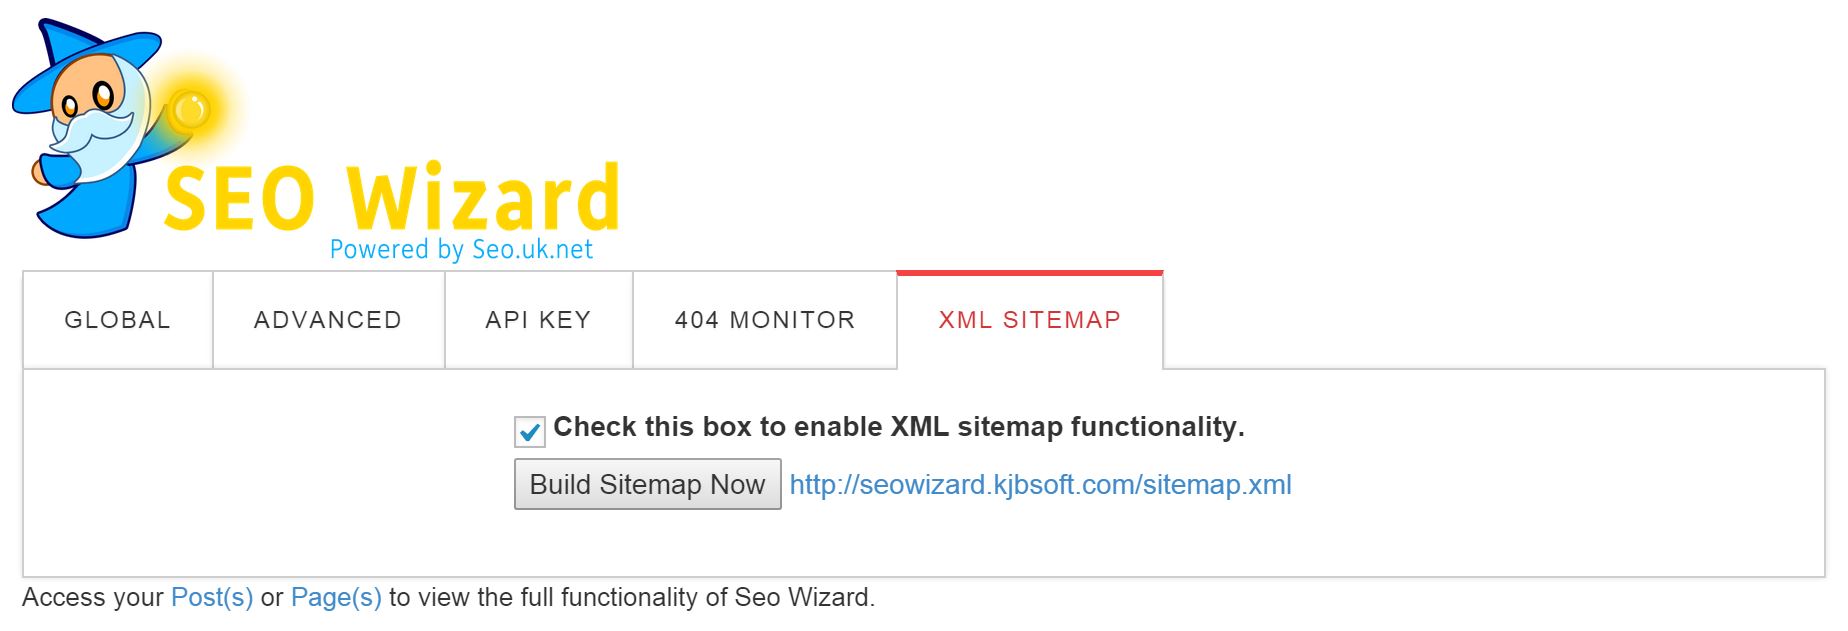 SEO Wizard
Powered by Seo.uk.net
GLOBAL
ADVANCED
API KEY
404 MONITOR
XML SITEMAP
Check this box to enable XML sitemap functionality.
Build Sitemap Now http://seowizard.kjbsoft.com/sitemap.xml
Access your Post(s) or Page(s) to view the full functionality of Seo Wizard.